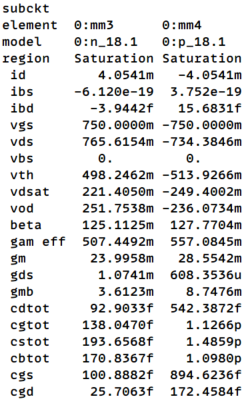 subckt
element 0:mm3 0:mm4
model 0:n_18.1 0:p_18.1
region Saturation Saturation
id 4.0541m -4.0541m
ibs -6.120e-19 3.752e-19
ibd -3.9442f 15.6831f
vgs 750.0000m -750.0000m
vds 765.6154m -734.3846m
vbs 0. 0.
vth 498.2462m -513.9266m
vdsat 221.4050m -249.4002m
vod 251.7538m -236.0734m
beta 125.1125m 127.7704m
gam eff 507.4492m 557.0845m
gm 23.9958m 28.5542m
gds 1.0741m 608.3536u
gmb 3.6123m 8.7476m
cdtot 92.9033f 542.3872f
cgtot 138.0470f 1.1266p
cstot 193.6568f 1.4859p
cbtot 170.8367f 1.0980p
cgs 100.8882f 894.6236f
cgd 25.7063f 172.4584f